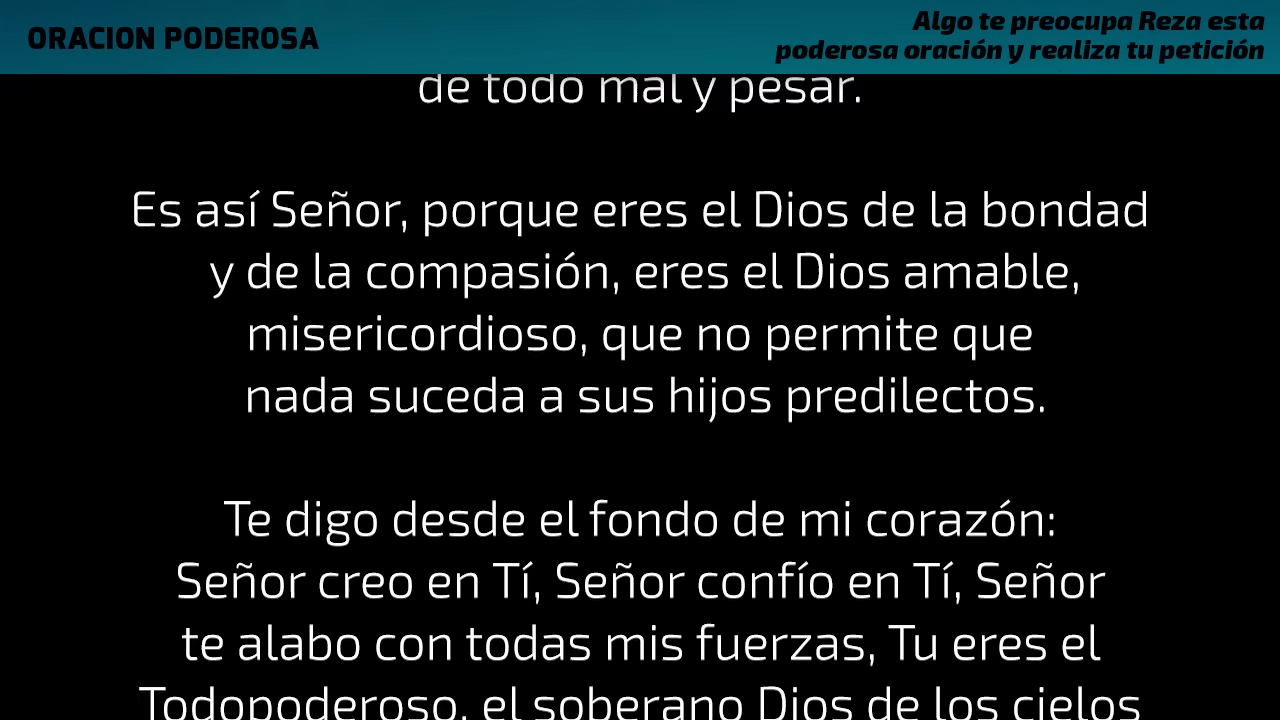 ORACION PODEROSA
Algo te preocupa Reza esta
poderosa oración y realiza tu petición
de todo mal y pesar.
Es así Señor, porque eres el Dios de la bondad
y de la compasión, eres el Dios amable,
misericordioso, que no permite que
nada suceda a sus hijos predilectos.
Te digo desde el fondo de mi corazón:
Señor creo en Tí, Señor confío en Tí, Señor
te alabo con todas mis fuerzas, Tu eres el
Todopoderoso, el soberano Dios de los cielos